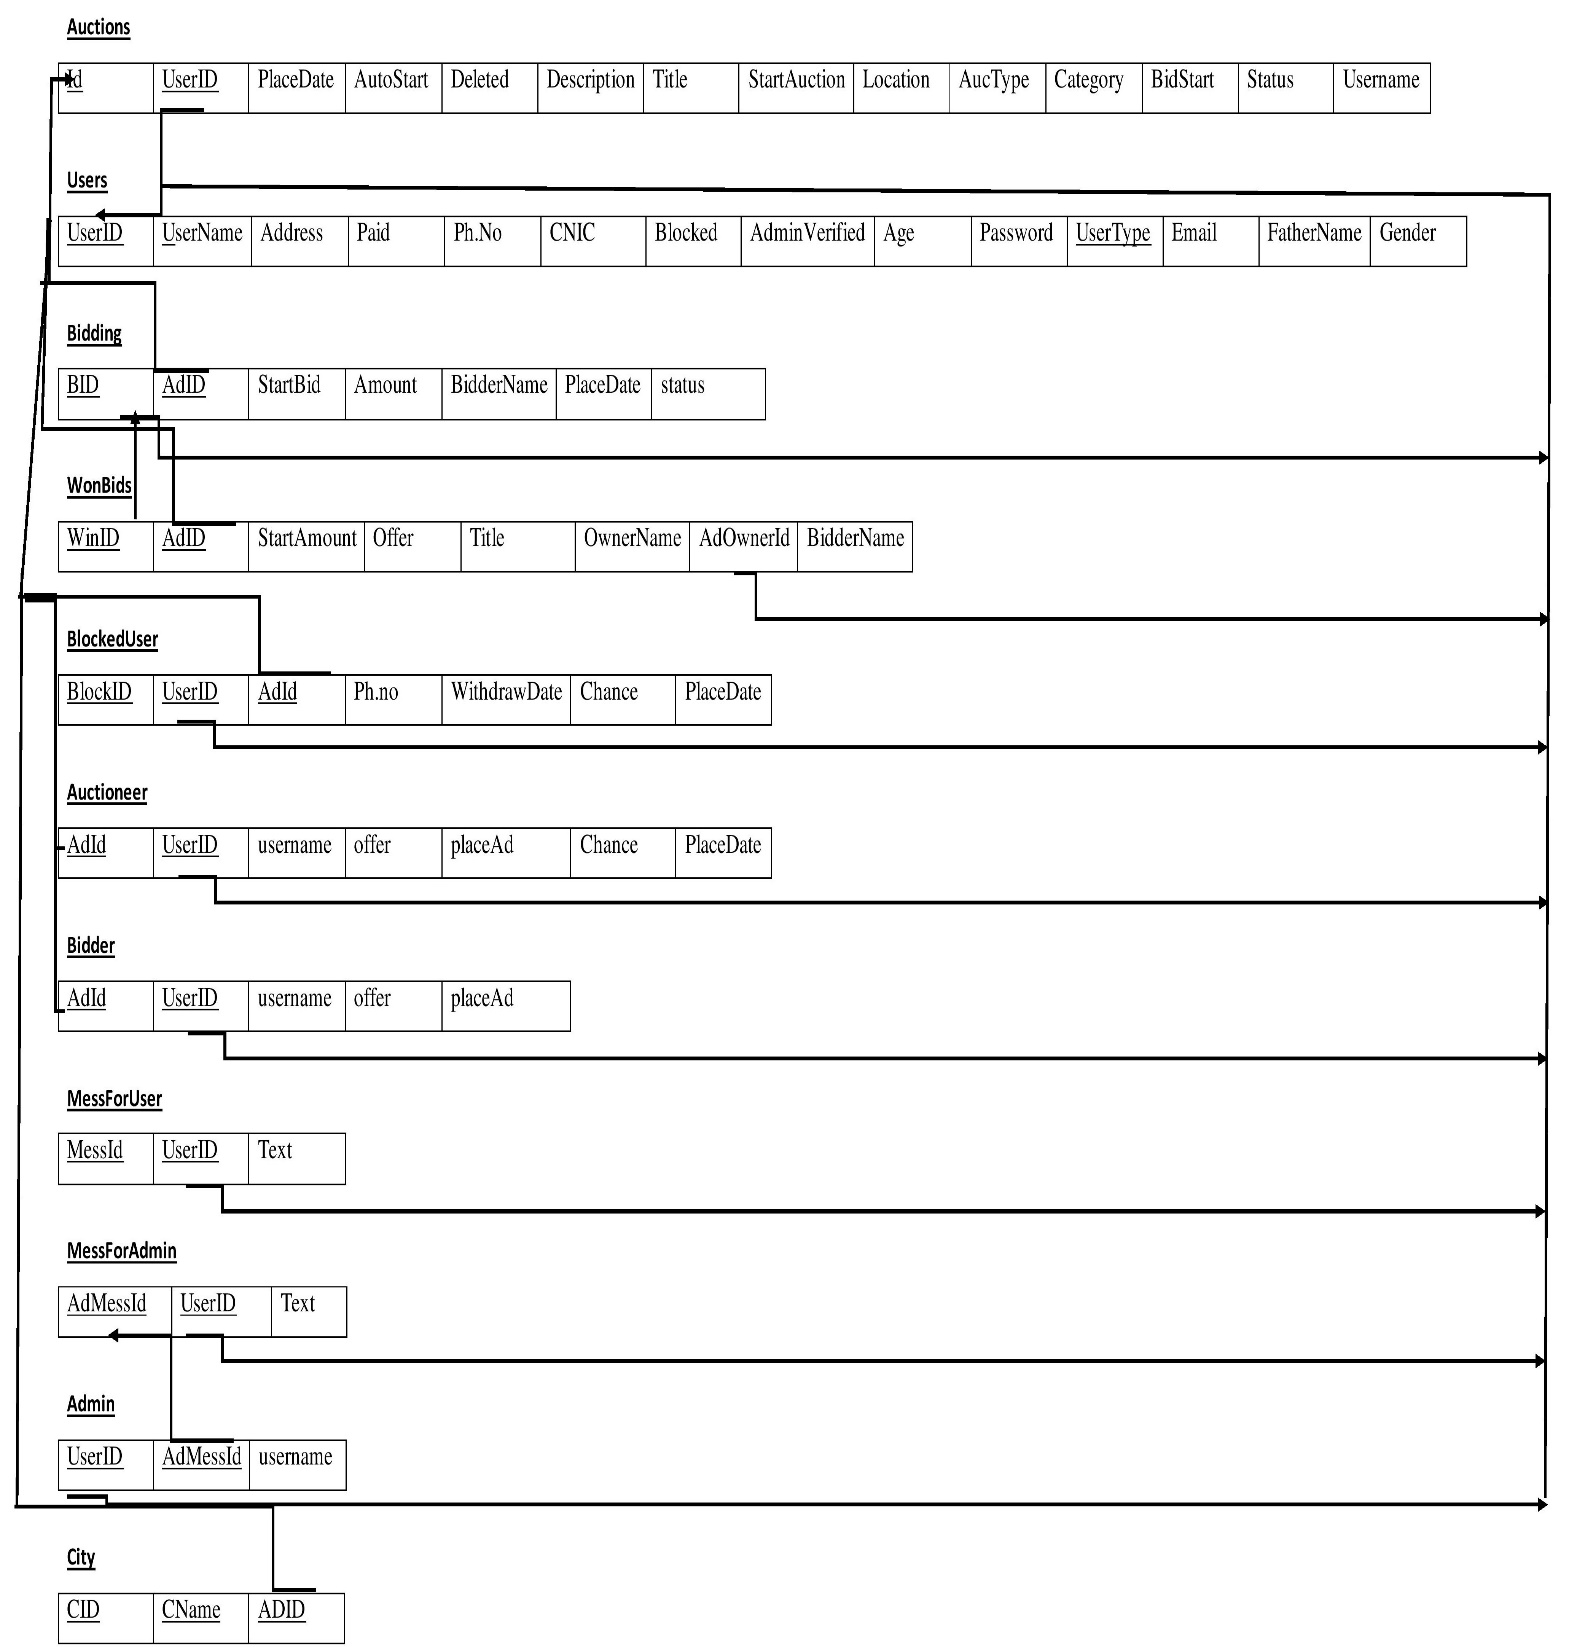 Auctions
Id UserID PlaceDate AutoStart Deleted Description Title StartAuction Location AucType Category BidStart Status Username
Users
UserID UserName Address Paid Ph.No CNIC Blocked AdminVerified Age Password UserType Email FatherName Gender
Bidding
BID AdID StartBid Amount BidderName PlaceDate status
WonBids
WinID AdID StartAmount Offer Title OwnerName AdOwnerId BidderName
BlockedUser
BlockID UserID AdId Ph.no WithdrawDate Chance PlaceDate
Auctioneer
AdId UserID username offer placeAd Chance PlaceDate
Bidder
AdId UserID username offer placeAd
MessForUser
MessId UserID Text
MessForAdmin
AdMessId UserID Text
Admin
UserID AdMessId username
City
CID CName ADID